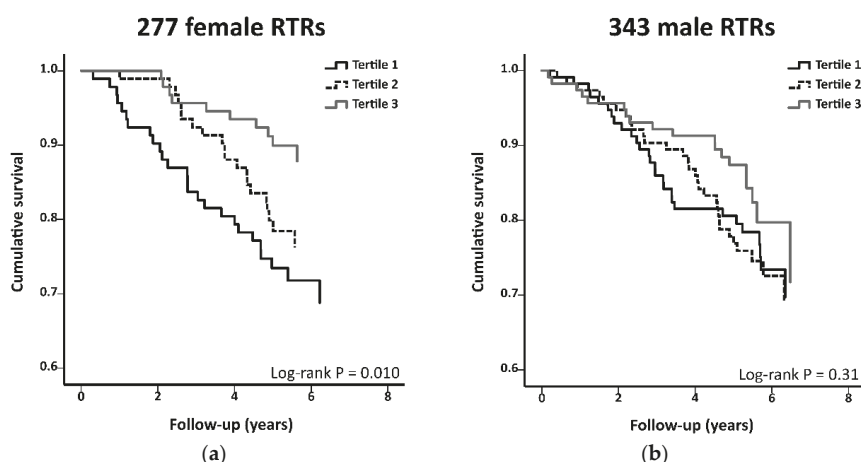 277 female RTRs
Cumulative survival
1.0
0.9
0.8
0.7
0.6
Tertile 1
Tertile 2
Tertile 3
Log-rank P = 0.010
0 2 4 6 8
Follow-up (years)
(a)
343 male RTRs
Cumulative survival
1.0
0.9
0.8
0.7
0.6
Tertile 1
Tertile 2
Tertile 3
Log-rank P = 0.31
0 2 4 6 8
Follow-up (years)
(b)